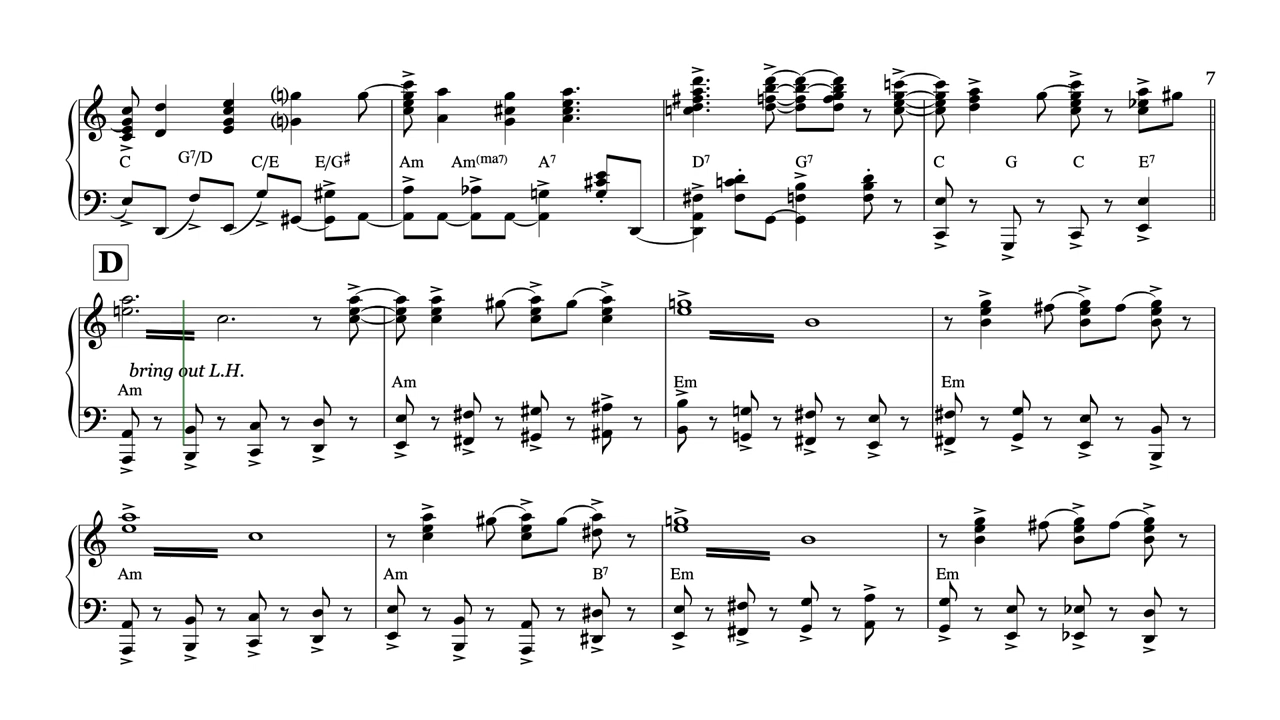 7
C G7/D C/E E/G♯ Am Am(ma7) A7 D7 G7 C G C E7
D
bring out L.H.
Am Am Em Em
Am Am B7 Em Em